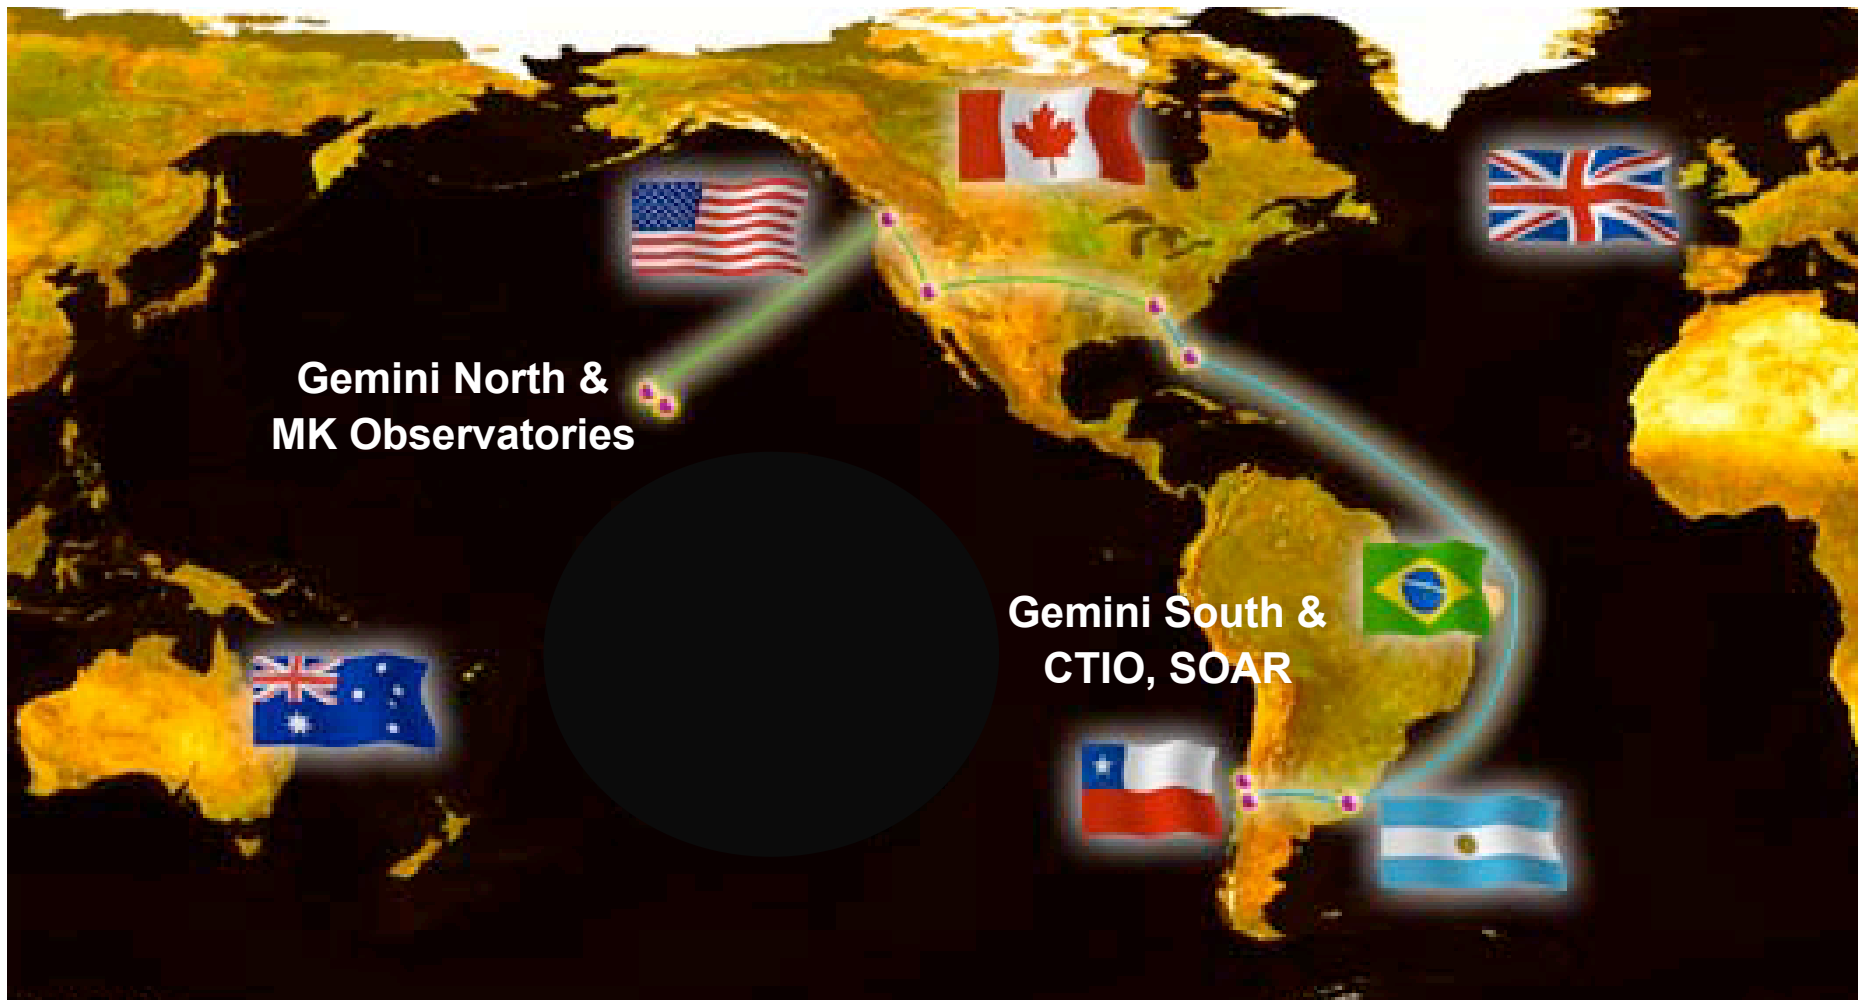 Gemini North &
MK Observatories
Gemini South &
CTIO, SOAR